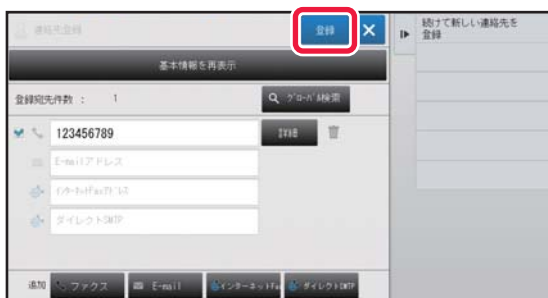 連絡先登録
登録
続けて新しい連絡先を
登録
基本情報を再表示
登録宛先件数 : 1
グローバル検索
123456789
詳細
E-mailアドレス
インターネットFaxアドレス
ダイレクトSMTP
追加
ファクス
E-mail
インターネットFax
ダイレクトSMTP